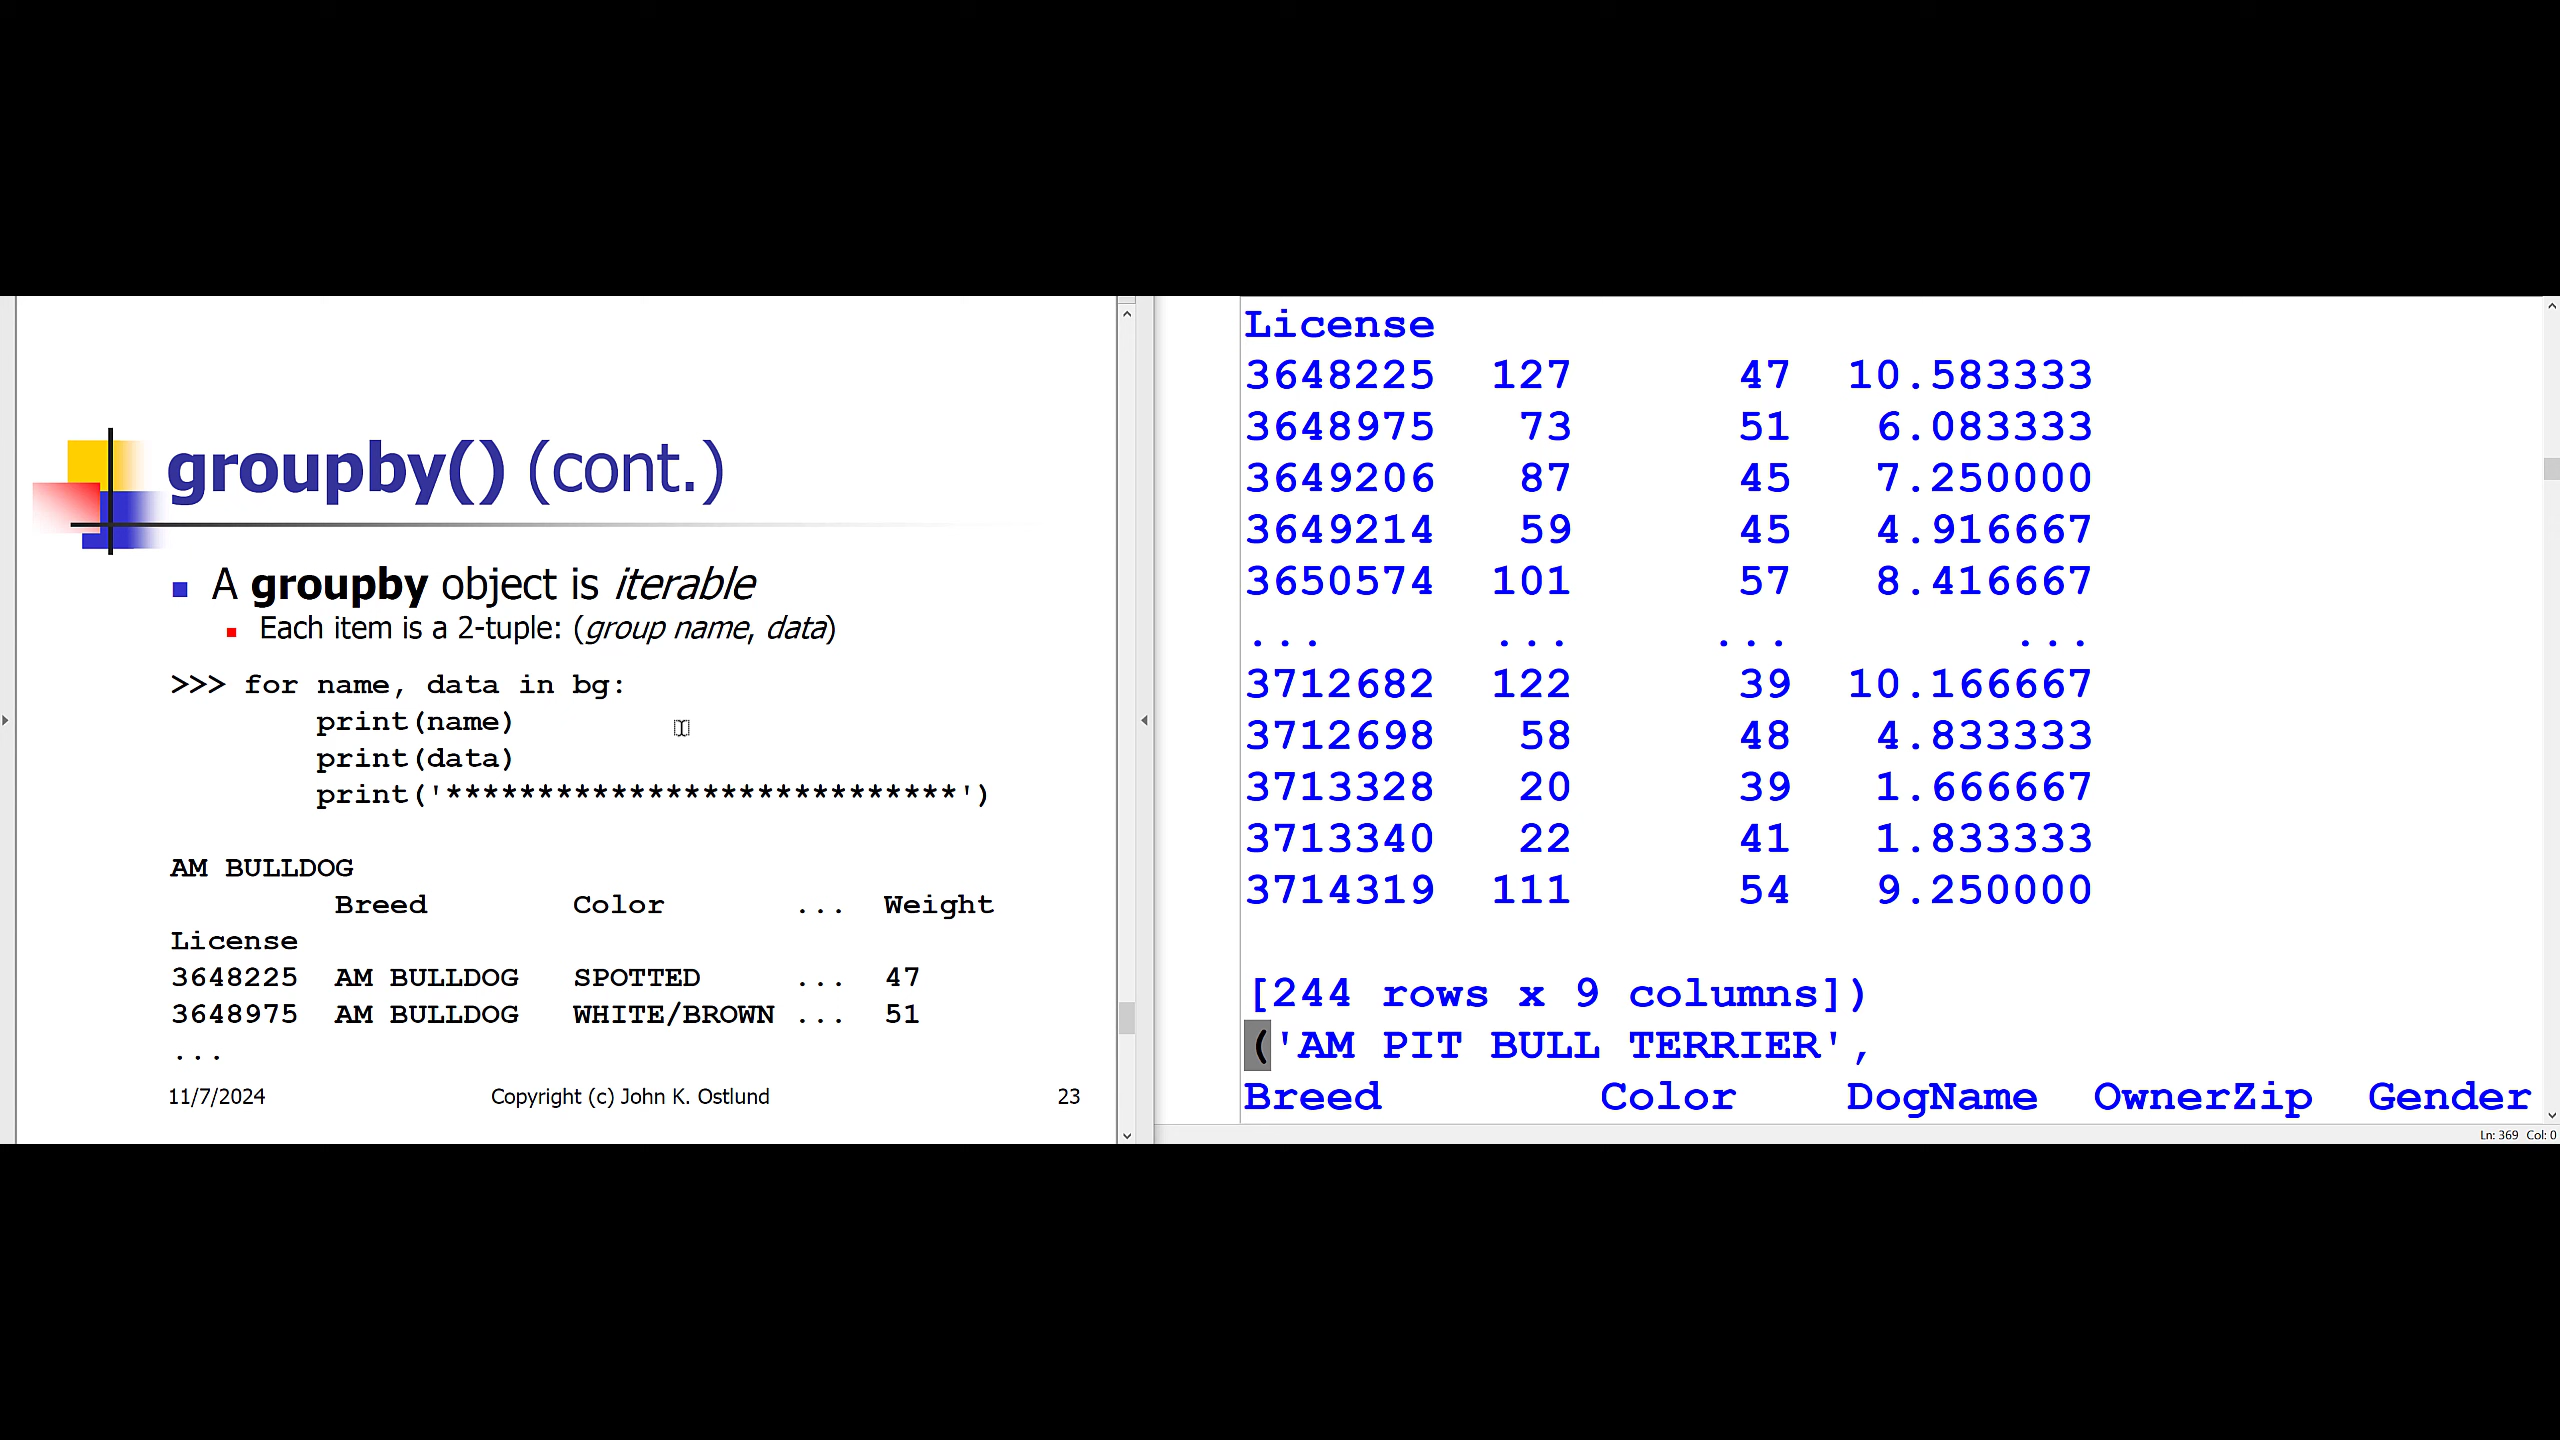 groupby() (cont.)
A groupby object is iterable
Each item is a 2-tuple: (group name, data)
>>> for name, data in bg:
        print(name)
        print(data)
        print('****************************')
AM BULLDOG
         Breed        Color       ...  Weight
License
3648225  AM BULLDOG   SPOTTED     ...  47
3648975  AM BULLDOG   WHITE/BROWN ...  51
...
11/7/2024 Copyright (c) John K. Ostlund 23
License
3648225  127      47  10.583333
3648975   73      51   6.083333
3649206   87      45   7.250000
3649214   59      45   4.916667
3650574  101      57   8.416667
...      ...     ...        ...
3712682  122      39  10.166667
3712698   58      48   4.833333
3713328   20      39   1.666667
3713340   22      41   1.833333
3714319  111      54   9.250000
[244 rows x 9 columns])
('AM PIT BULL TERRIER',
Breed        Color    DogName  OwnerZip  Gender
Ln: 369 Col: 0